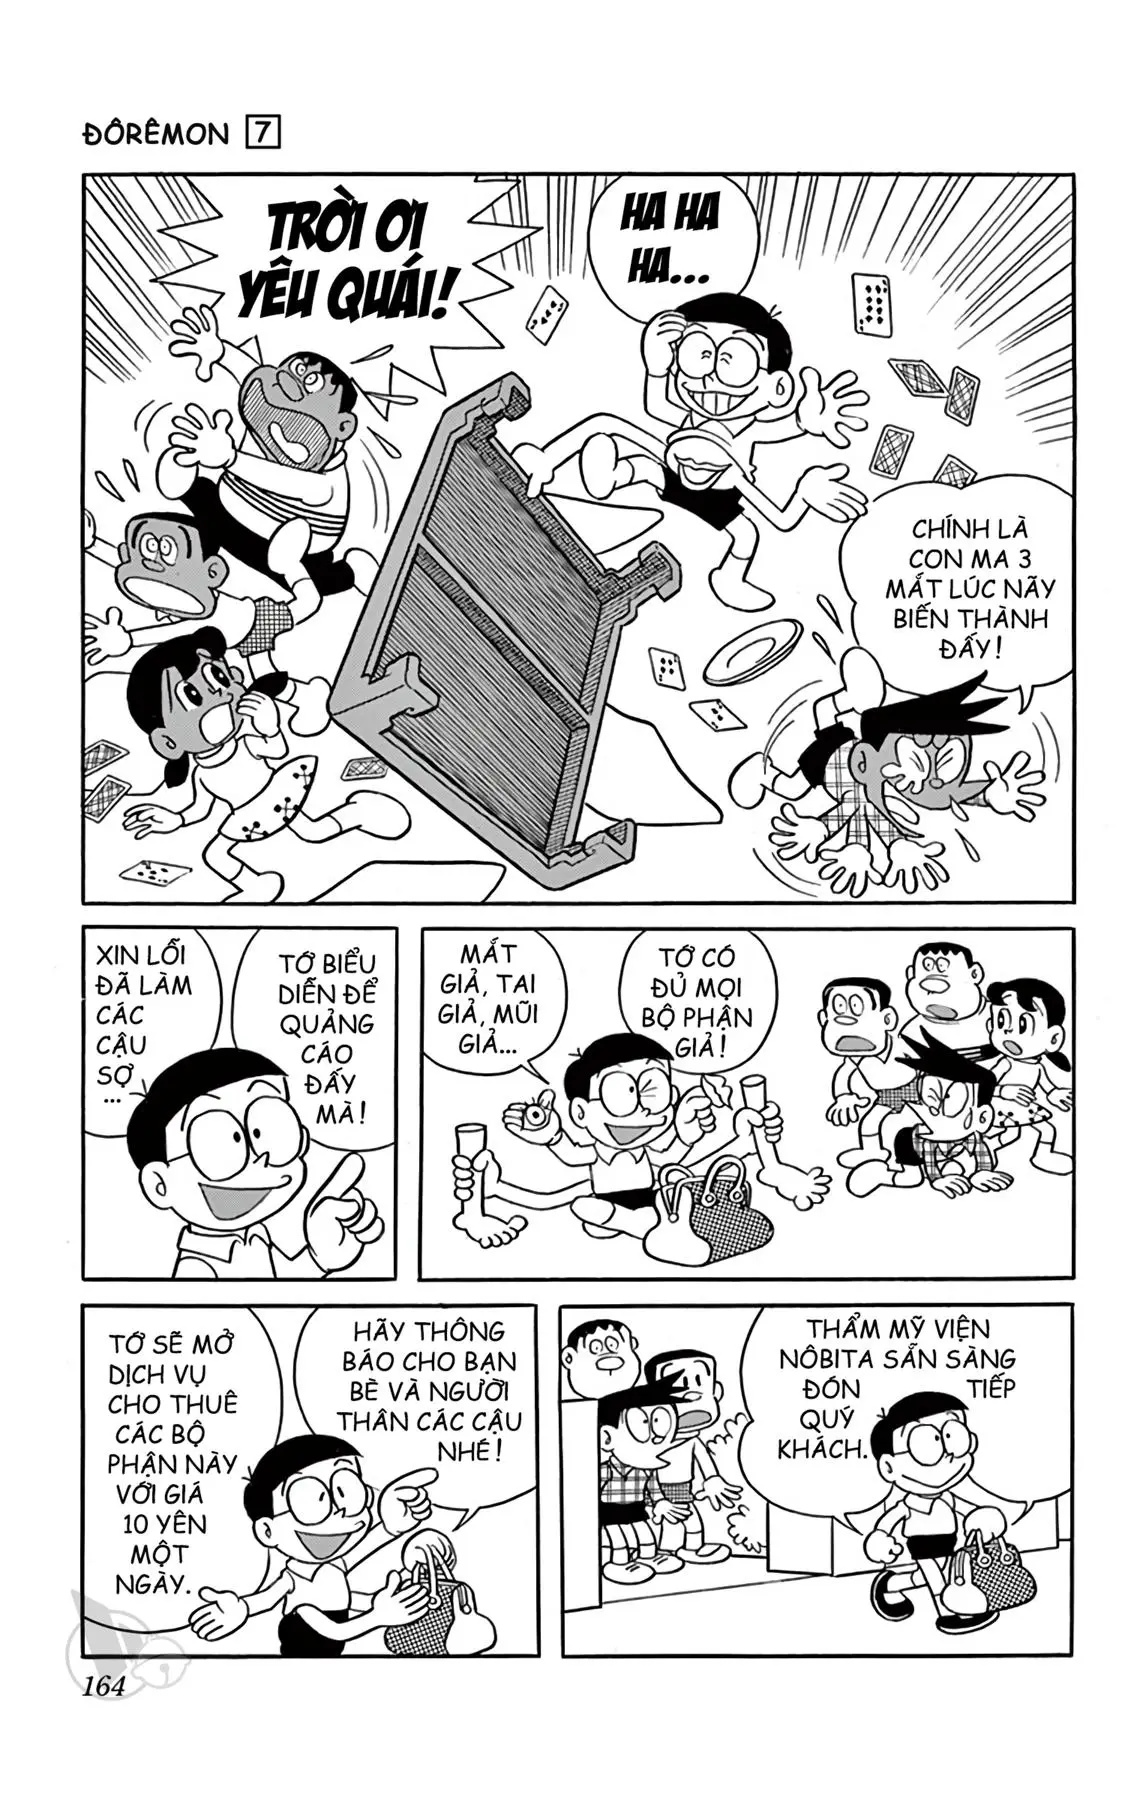 ĐÔRÊMON 7
TRỜI ƠI
YÊU QUÁI!
HA HA
HA...
CHÍNH LÀ
CON MA 3
MẮT LÚC NÃY
BIẾN THÀNH
ĐẤY!
XIN LỖI
ĐÃ LÀM
CÁC
CẬU
SỢ
...
TỚ BIỂU
DIỄN ĐỂ
QUẢNG
CÁO
ĐẤY
MÀ!
MẮT
GIẢ, TAI
GIẢ, MŨI
GIẢ...
TỚ CÓ
ĐỦ MỌI
BỘ PHẬN
GIẢ!
TỚ SẼ MỞ
DỊCH VỤ
CHO THUÊ
CÁC BỘ
PHẬN NÀY
VỚI GIÁ
10 YÊN
MỘT
NGÀY.
HÃY THÔNG
BÁO CHO BẠN
BÈ VÀ NGƯỜI
THÂN CÁC CẬU
NHÉ!
THẨM MỸ VIỆN
NÔBITA SẴN SÀNG
ĐÓN TIẾP
QUÝ
KHÁCH.
164